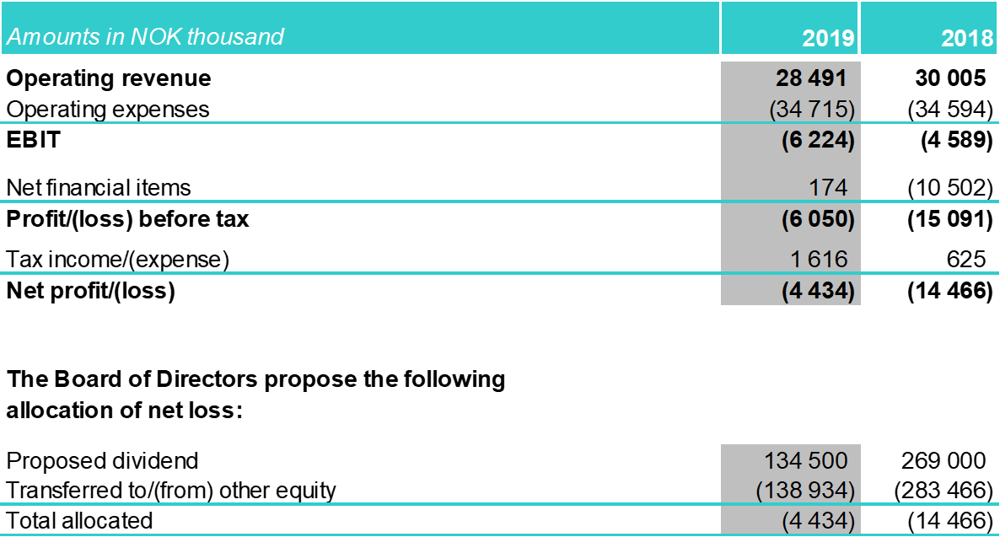 Amounts in NOK thousand 2019 2018
Operating revenue 28 491 30 005
Operating expenses (34 715) (34 594)
EBIT (6 224) (4 589)
Net financial items 174 (10 502)
Profit/(loss) before tax (6 050) (15 091)
Tax income/(expense) 1 616 625
Net profit/(loss) (4 434) (14 466)
The Board of Directors propose the following
allocation of net loss:
Proposed dividend 134 500 269 000
Transferred to/(from) other equity (138 934) (283 466)
Total allocated (4 434) (14 466)